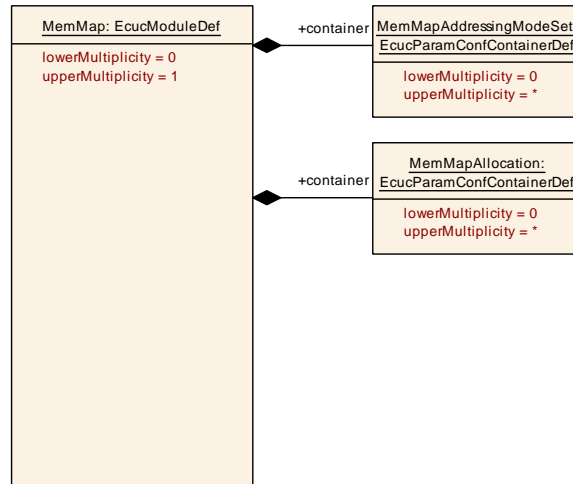 MemMap: EcucModuleDef
lowerMultiplicity = 0
upperMultiplicity = 1
+container
MemMapAddressingModeSet
EcucParamConfContainerDef
lowerMultiplicity = 0
upperMultiplicity = *
+container
MemMapAllocation:
EcucParamConfContainerDef
lowerMultiplicity = 0
upperMultiplicity = *